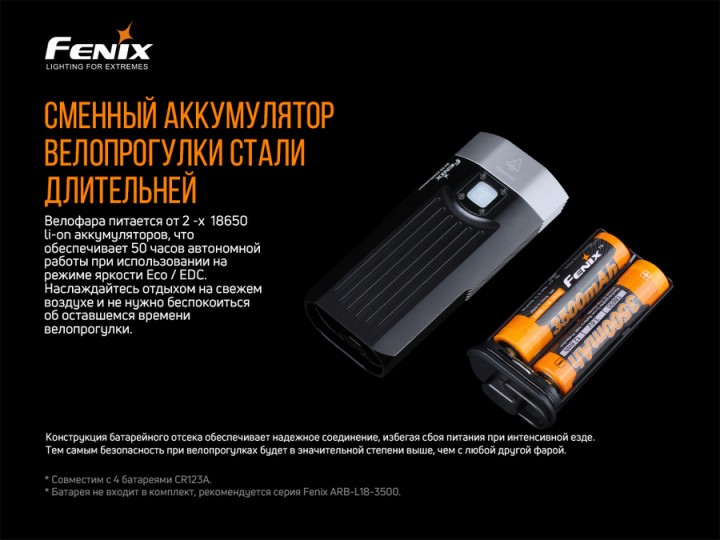 FENIX
LIGHTING FOR EXTREMES
СМЕННЫЙ АККУМУЛЯТОР
ВЕЛОПРОГУЛКИ СТАЛИ
ДЛИТЕЛЬНЕЙ
Велофара питается от 2 -х 18650
li-on аккумуляторов, что
обеспечивает 50 часов автономной
работы при использовании на
режиме яркости Eco / EDC.
Наслаждайтесь отдыхом на свежем
воздухе и не нужно беспокоиться
об оставшемся времени
велопрогулки.
FENIX
FENIX
3500mAh
3500mAh
Конструкция батарейного отсека обеспечивает надежное соединение, избегая сбоя питания при интенсивной езде.
Тем самым безопасность при велопрогулках будет в значительной степени выше, чем с любой другой фарой.
* Совместим с 4 батареями CR123A.
* Батарея не входит в комплект, рекомендуется серия Fenix ARB-L18-3500.